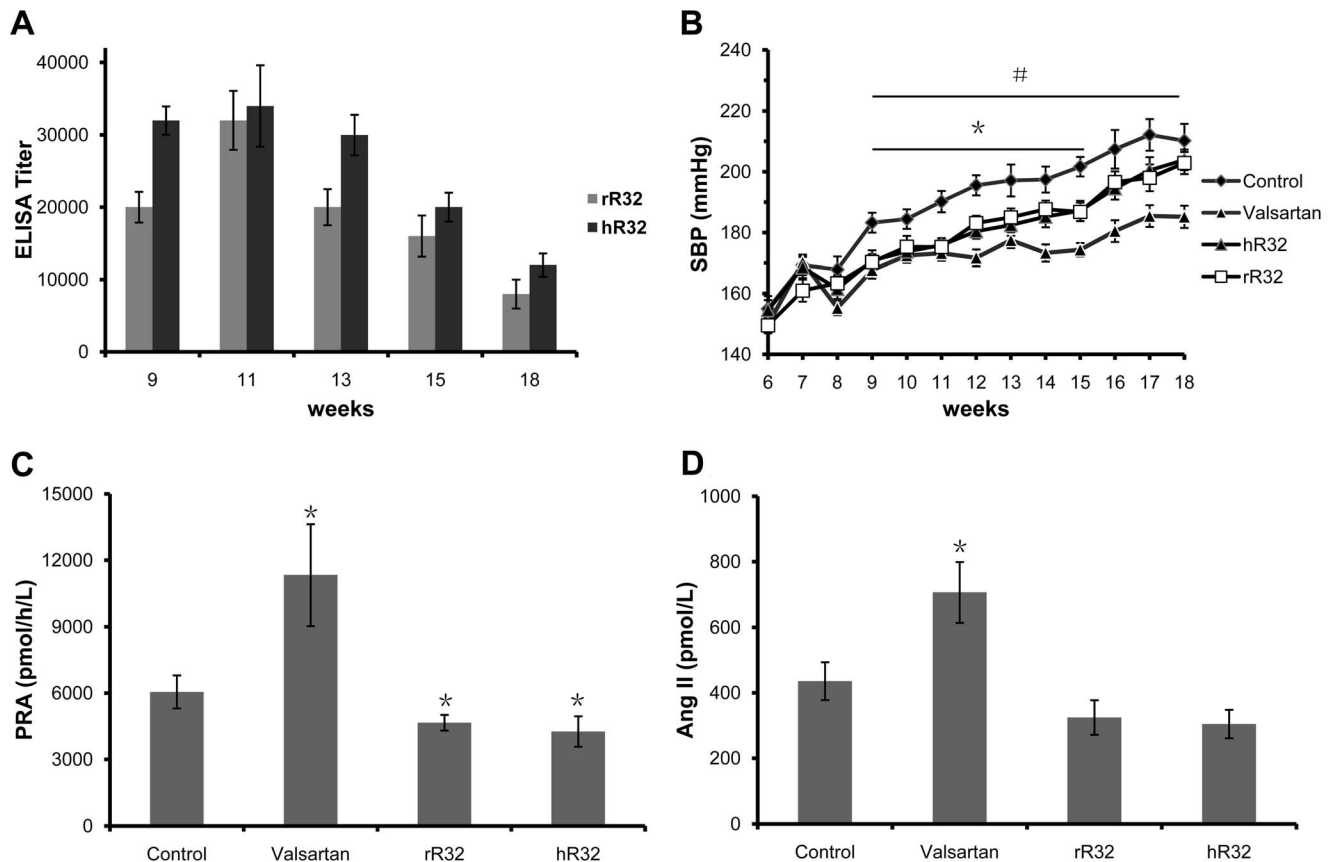 A
40000
30000
20000
10000
0
ELISA Titer
9 11 13 15 18
weeks
rR32
hR32
B
240
220
200
180
160
140
SBP (mmHg)
#
*
6 7 8 9 10 11 12 13 14 15 16 17 18
weeks
Control
Valsartan
hR32
rR32
C
15000
12000
9000
6000
3000
0
PRA (pmol/h/L)
*
*
*
Control Valsartan rR32 hR32
D
1000
800
600
400
200
0
Ang II (pmol/L)
*
Control Valsartan rR32 hR32